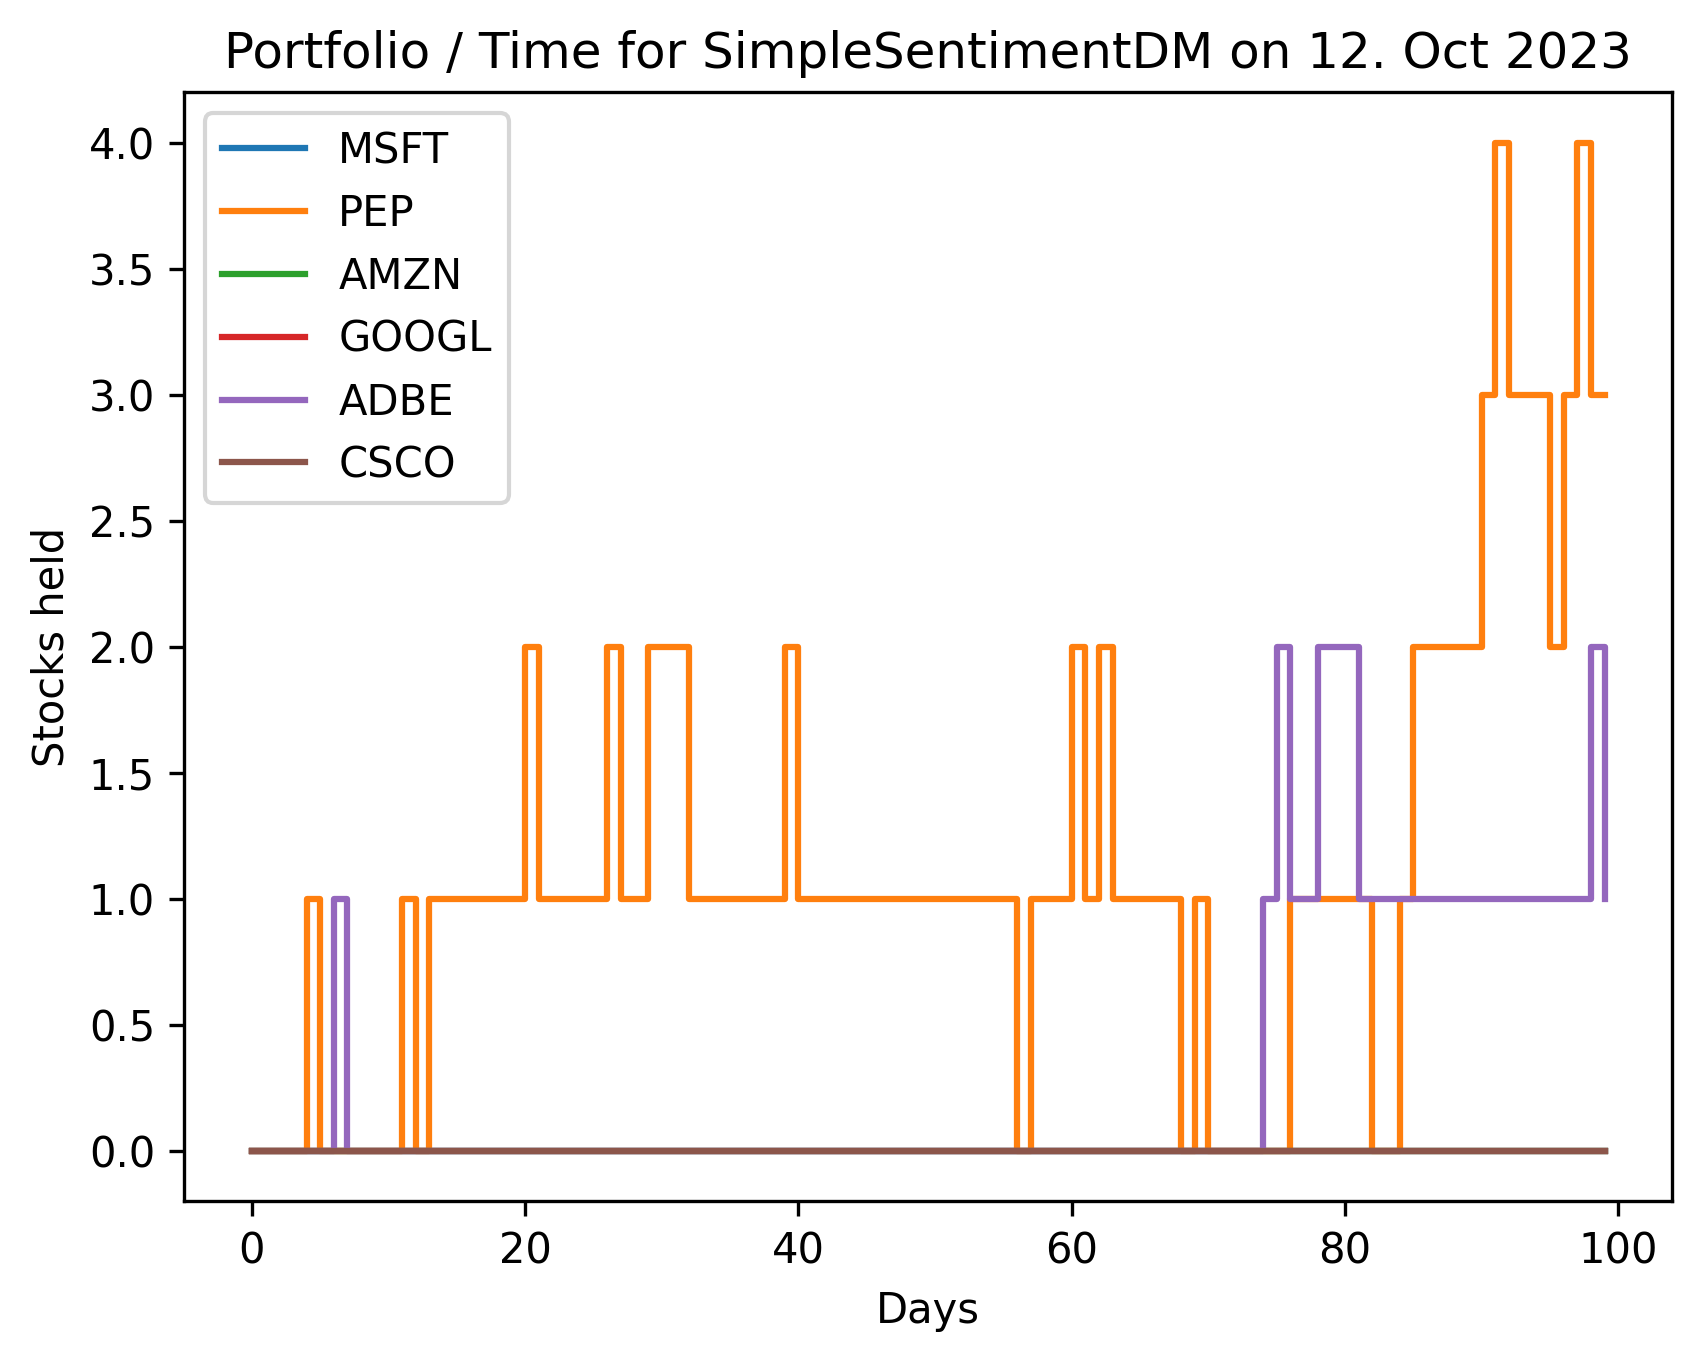 Portfolio / Time for SimpleSentimentDM on 12. Oct 2023
MSFT
PEP
AMZN
GOOGL
ADBE
CSCO
Stocks held
4.0
3.5
3.0
2.5
2.0
1.5
1.0
0.5
0.0
0 20 40 60 80 100
Days